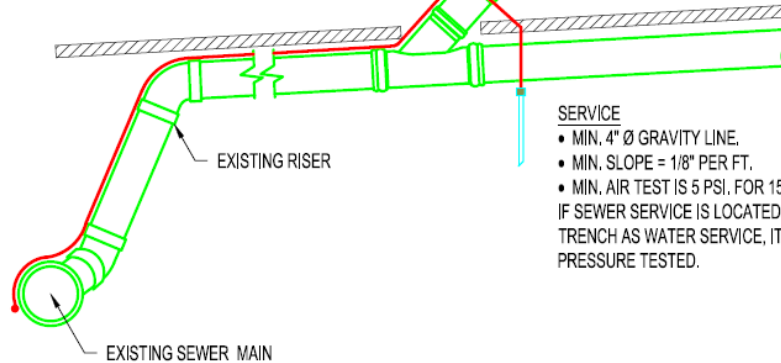 SERVICE
• MIN. 4" Ø GRAVITY LINE.
• MIN. SLOPE = 1/8" PER FT.
• MIN. AIR TEST IS 5 PSI. FOR 15
IF SEWER SERVICE IS LOCATED
TRENCH AS WATER SERVICE, IT
PRESSURE TESTED.
EXISTING RISER
EXISTING SEWER MAIN